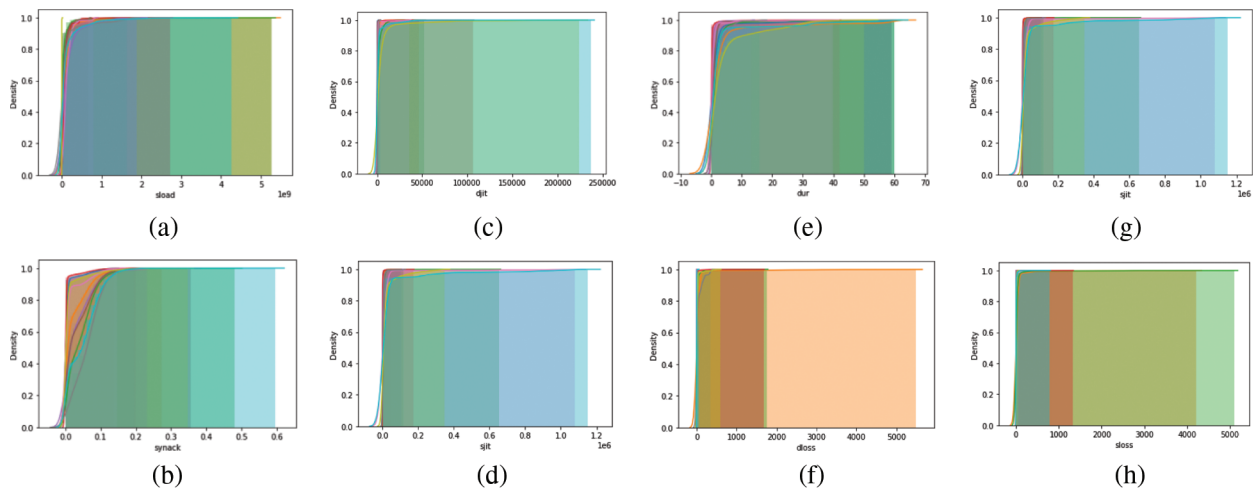 Density
1.0
0.8
0.6
0.4
0.2
0.0
0 1 2 3 4 5
1e9
sload
(a)
Density
1.0
0.8
0.6
0.4
0.2
0.0
0 50000 100000 150000 200000 250000
djit
(c)
Density
1.0
0.8
0.6
0.4
0.2
0.0
−10 0 10 20 30 40 50 60 70
dur
(e)
Density
1.0
0.8
0.6
0.4
0.2
0.0
0.0 0.2 0.4 0.6 0.8 1.0 1.2
1e6
sjit
(g)
Density
1.0
0.8
0.6
0.4
0.2
0.0
0.0 0.1 0.2 0.3 0.4 0.5 0.6
synack
(b)
Density
1.0
0.8
0.6
0.4
0.2
0.0
0.0 0.2 0.4 0.6 0.8 1.0 1.2
1e6
sjit
(d)
Density
1.0
0.8
0.6
0.4
0.2
0.0
0 1000 2000 3000 4000 5000
dloss
(f)
Density
1.0
0.8
0.6
0.4
0.2
0.0
0 1000 2000 3000 4000 5000
sloss
(h)